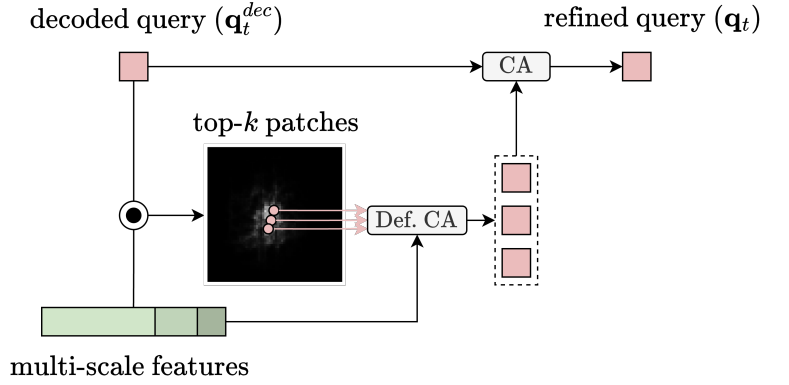 decoded query (q_t^{dec})
refined query (q_t)
CA
top-k patches
Def. CA
multi-scale features